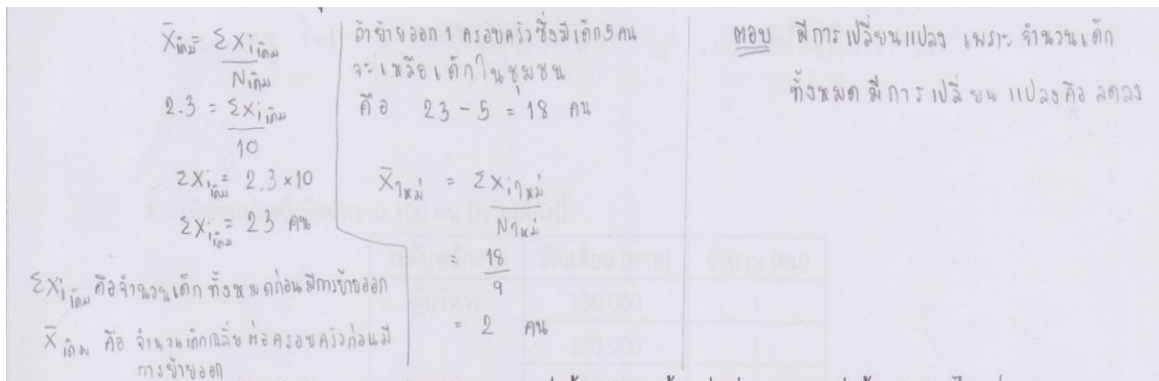 X̄เดิม = ΣXiเดิม
Nเดิม
2.3 = ΣXiเดิม
10
ΣXiเดิม = 2.3 × 10
ΣXiเดิม = 23 คน
ΣXiเดิม คือจำนวนเด็กทั้งหมดก่อนมีการย้ายออก
X̄เดิม คือ จำนวนเด็กเฉลี่ยต่อครอบครัวก่อนมี
การย้ายออก
ถ้าย้ายออก 1 ครอบครัวซึ่งมีเด็ก 5 คน
จะเหลือเด็กในชุมชน
คือ 23 - 5 = 18 คน
X̄ใหม่ = ΣXiใหม่
Nใหม่
= 18
9
= 2 คน
ตอบ มีการเปลี่ยนแปลง เพราะ จำนวนเด็ก
ทั้งหมด มีการเปลี่ยนแปลงคือ ลดลง